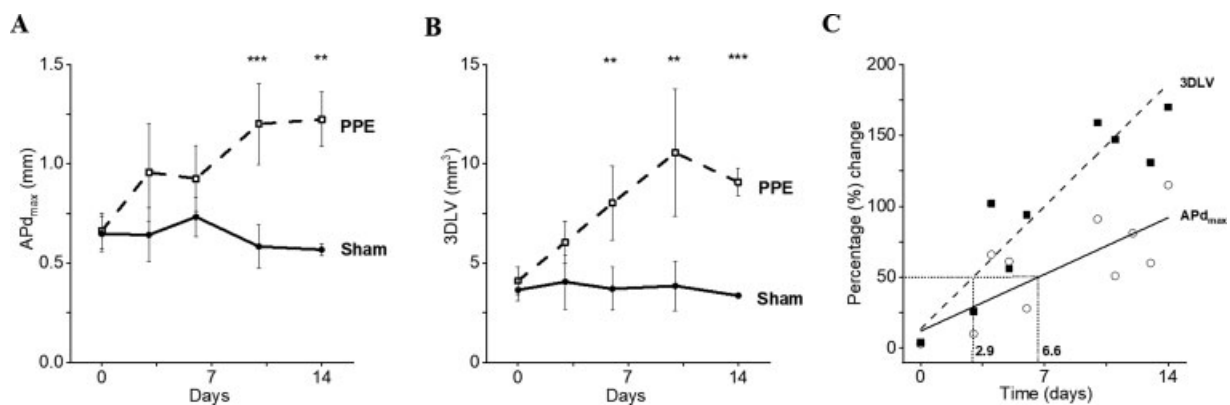 A
B
C
1.5
1.0
0.5
0.0
APd_max (mm)
***
**
PPE
Sham
0
7
14
Days
15
10
5
0
3DLV (mm³)
**
**
***
PPE
Sham
0
7
14
Days
200
150
100
50
0
Percentage (%) change
3DLV
APd_max
2.9
6.6
0
7
14
Time (days)